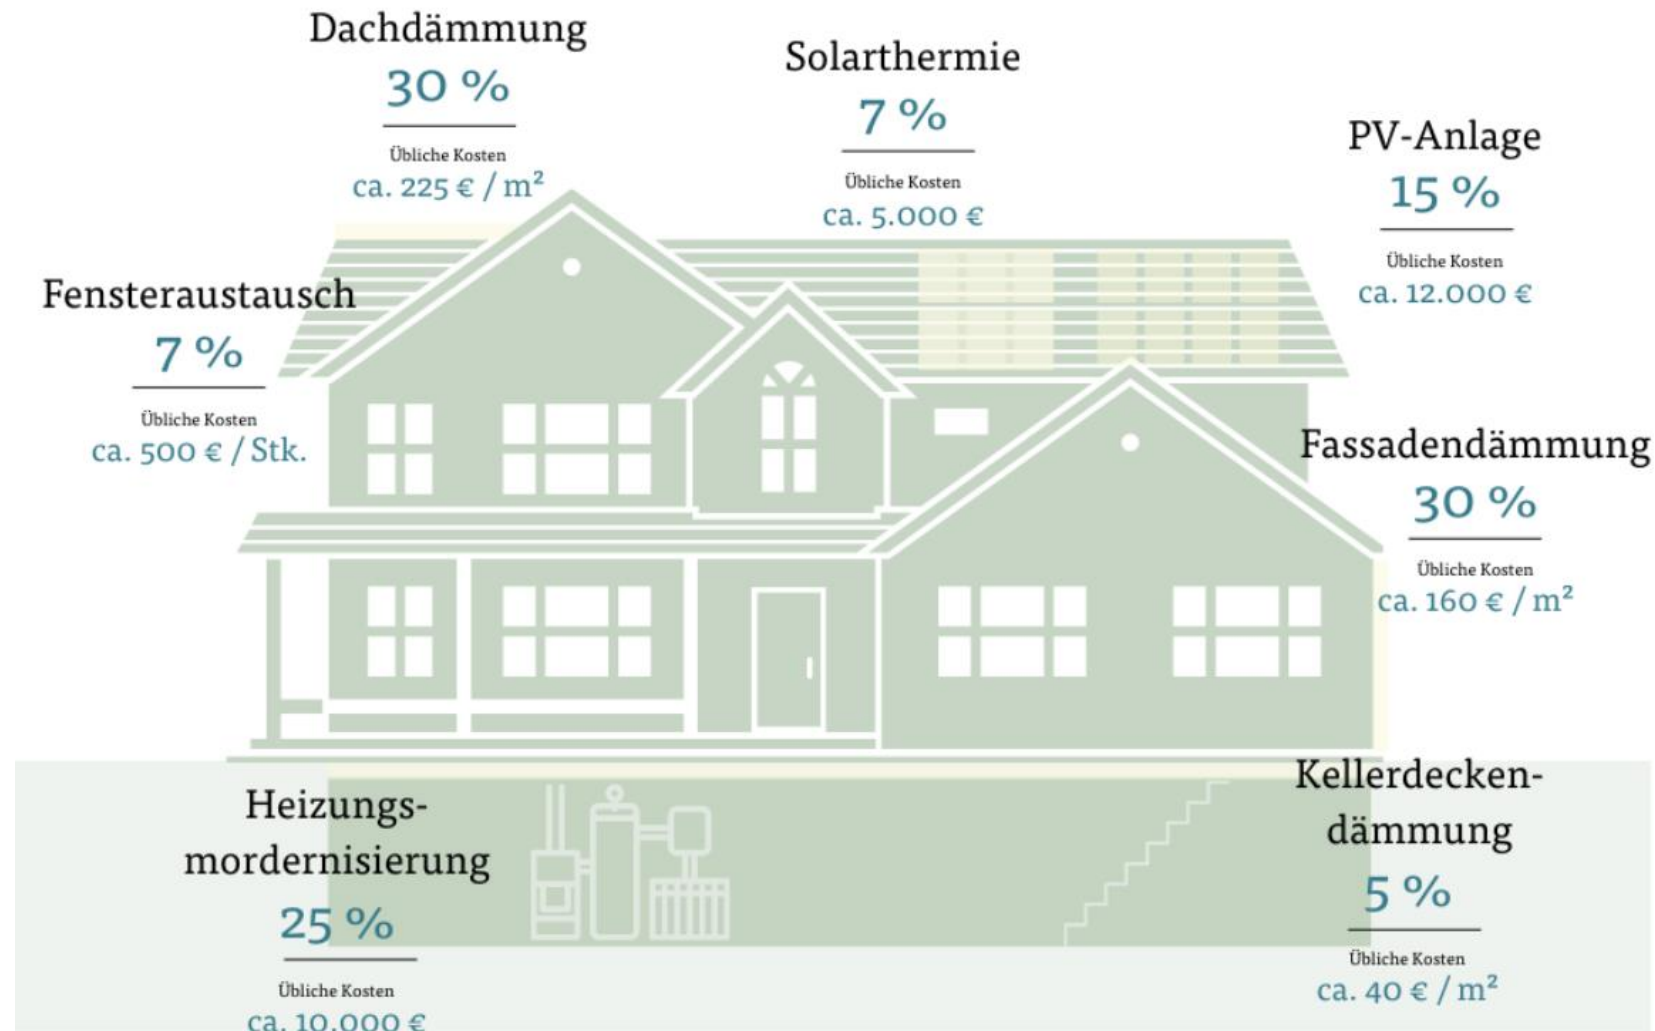 Dachdämmung
30 %
Übliche Kosten
ca. 225 € / m²
Solarthermie
7 %
Übliche Kosten
ca. 5.000 €
PV-Anlage
15 %
Übliche Kosten
ca. 12.000 €
Fensteraustausch
7 %
Übliche Kosten
ca. 500 € / Stk.
Fassadendämmung
30 %
Übliche Kosten
ca. 160 € / m²
Heizungs-
mordernisierung
25 %
Übliche Kosten
ca. 10.000 €
Kellerdecken-
dämmung
5 %
Übliche Kosten
ca. 40 € / m²